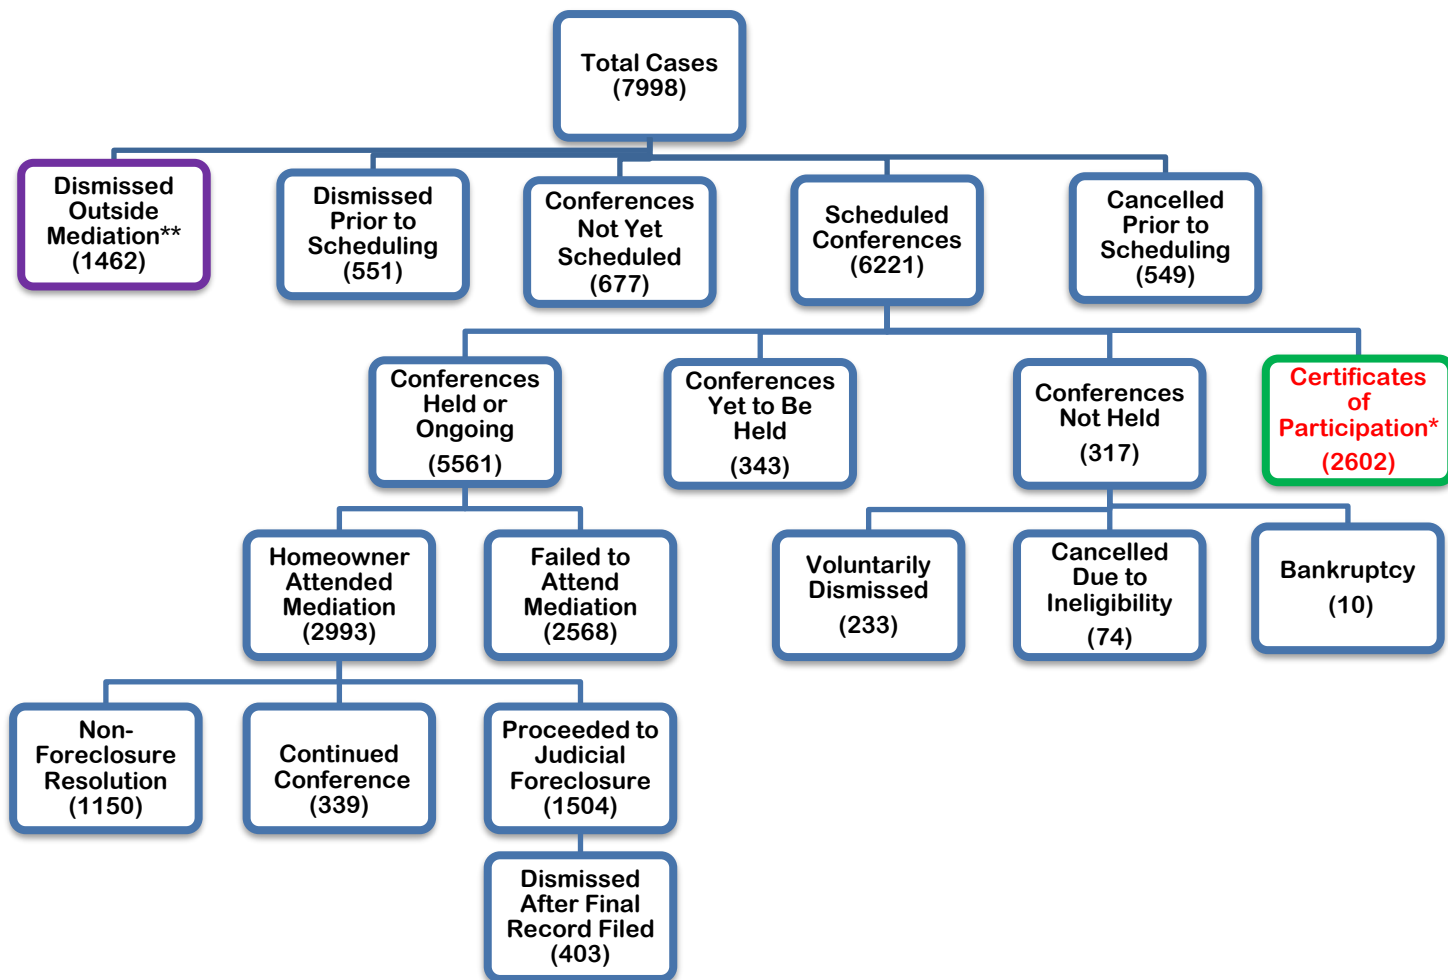 Total Cases
(7998)
Dismissed
Outside
Mediation**
(1462)
Dismissed
Prior to
Scheduling
(551)
Conferences
Not Yet
Scheduled
(677)
Scheduled
Conferences
(6221)
Cancelled
Prior to
Scheduling
(549)
Conferences
Held or
Ongoing
(5561)
Conferences
Yet to Be
Held
(343)
Conferences
Not Held
(317)
Certificates
of
Participation*
(2602)
Homeowner
Attended
Mediation
(2993)
Failed to
Attend
Mediation
(2568)
Voluntarily
Dismissed
(233)
Cancelled
Due to
Ineligibility
(74)
Bankruptcy
(10)
Non-
Foreclosure
Resolution
(1150)
Continued
Conference
(339)
Proceeded to
Judicial
Foreclosure
(1504)
Dismissed
After Final
Record Filed
(403)